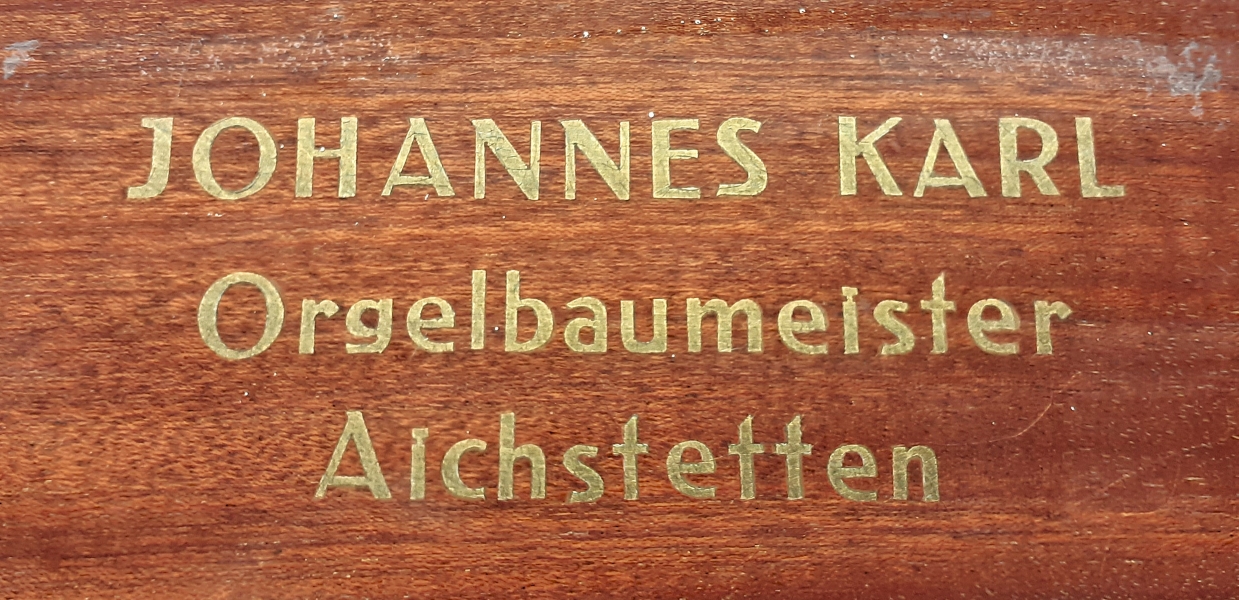 JOHANNES KARL
Orgelbaumeister
Aichstetten